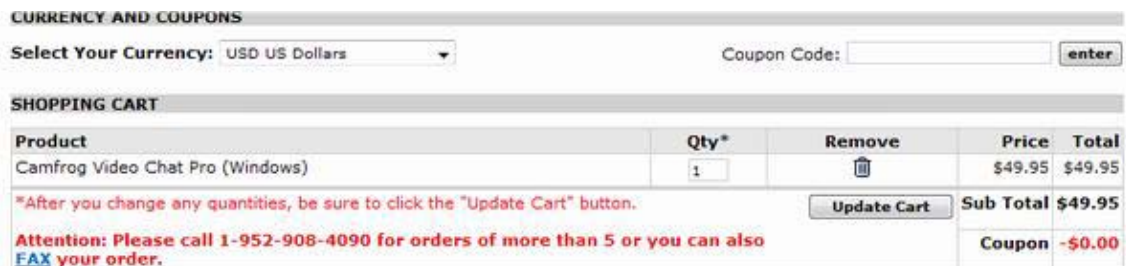 CURRENCY AND COUPONS
Select Your Currency: USD US Dollars Coupon Code: enter
SHOPPING CART
Product Qty* Remove Price Total
Camfrog Video Chat Pro (Windows) 1 $49.95 $49.95
*After you change any quantities, be sure to click the "Update Cart" button. Update Cart Sub Total $49.95
Attention: Please call 1-952-908-4090 for orders of more than 5 or you can also Coupon -$0.00
FAX your order.